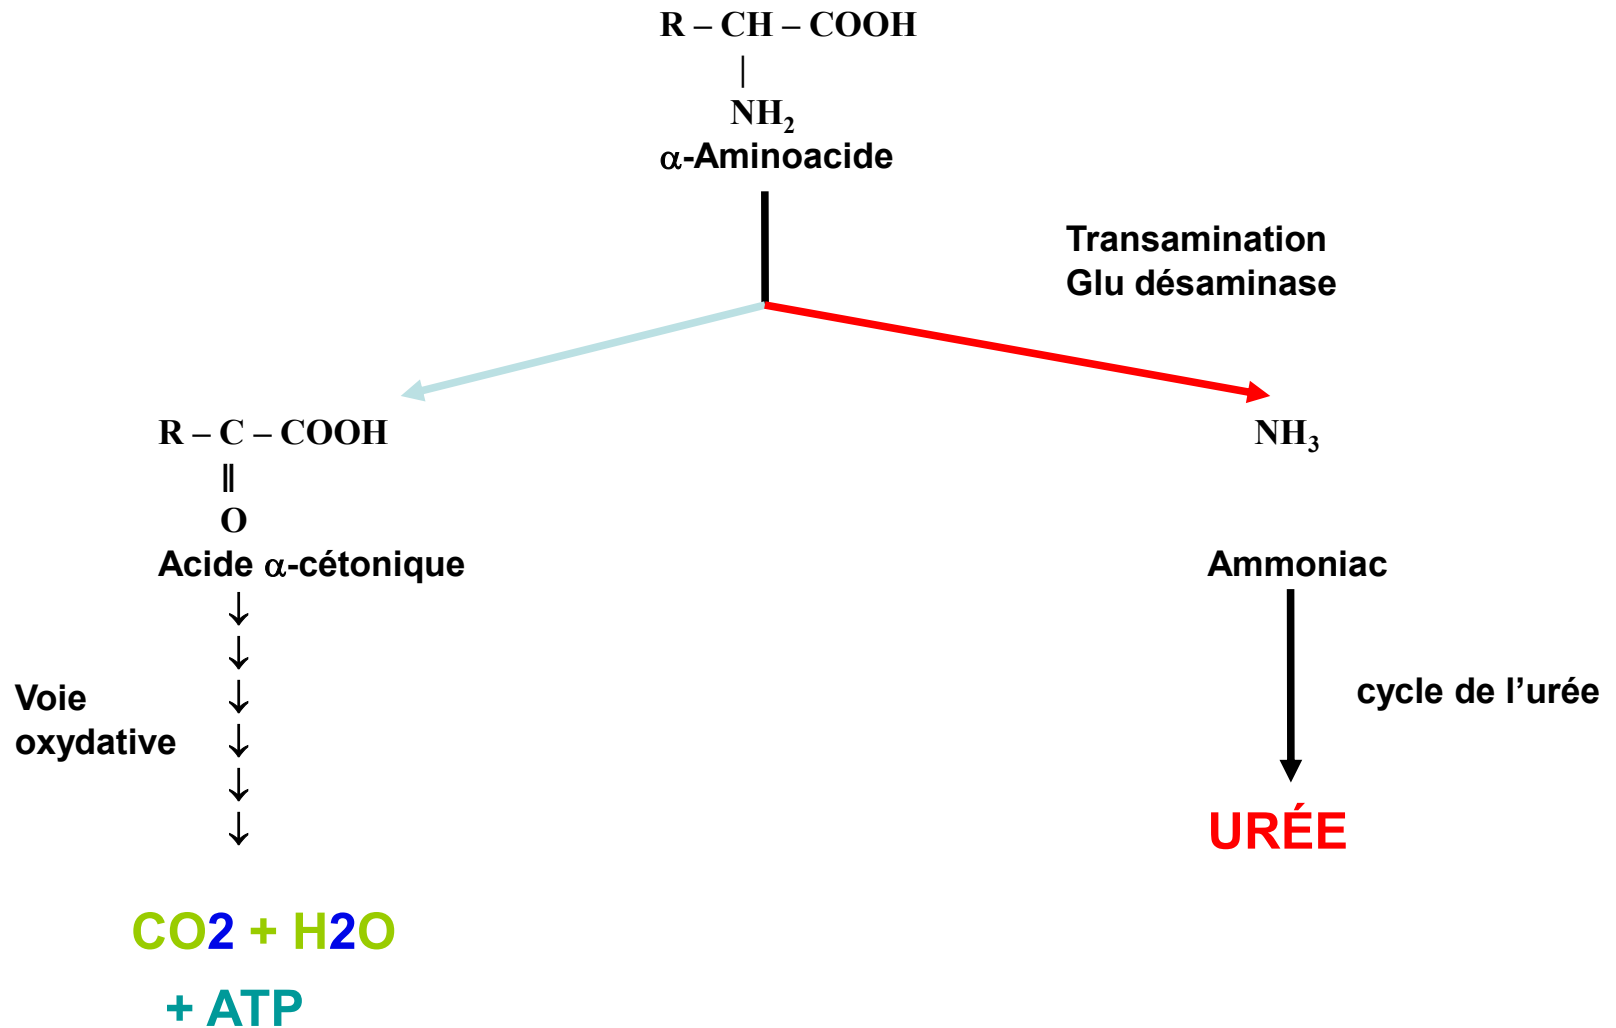 R – CH – COOH
|
NH₂
α-Aminoacide
Transamination
Glu désaminase
R – C – COOH
||
O
Acide α-cétonique
↓
↓
↓
↓
↓
↓
Voie
oxydative
CO2 + H2O
+ ATP
NH₃
Ammoniac
cycle de l’urée
URÉE